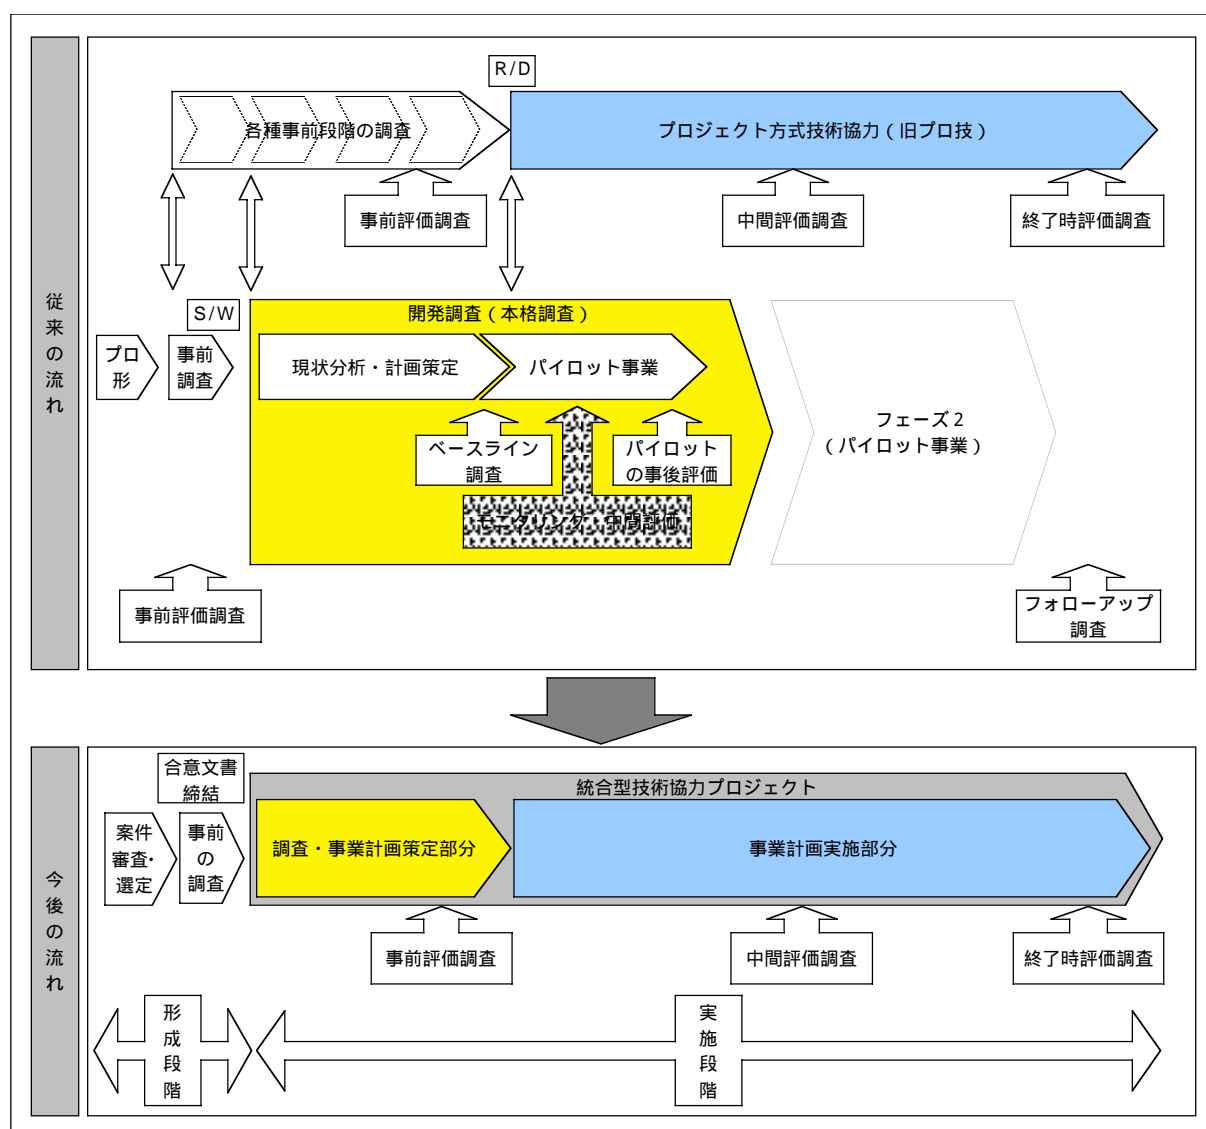 従来の流れ
R/D
各種事前段階の調査
プロジェクト方式技術協力（旧プロ技）
事前評価調査
中間評価調査
終了時評価調査
S/W
開発調査（本格調査）
プロ
形
事前
調査
現状分析・計画策定
パイロット事業
フェーズ2
（パイロット事業）
ベースライン
調査
パイロット
の事後評価
モニタリング・中間評価
事前評価調査
フォローアップ
調査
今後の流れ
合意文書
締結
統合型技術協力プロジェクト
案件
審査・
選定
事前
の
調査
調査・事業計画策定部分
事業計画実施部分
事前評価調査
中間評価調査
終了時評価調査
形成段階
実施段階